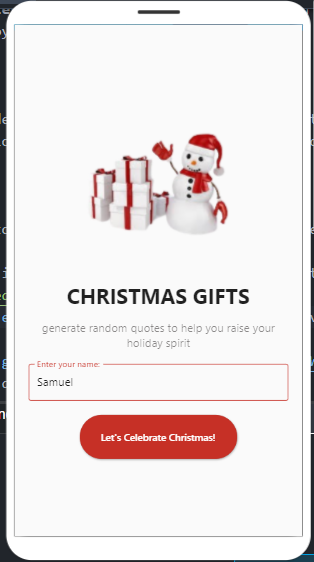 CHRISTMAS GIFTS
generate random quotes to help you raise your
holiday spirit
Enter your name:
Samuel
Let's Celebrate Christmas!